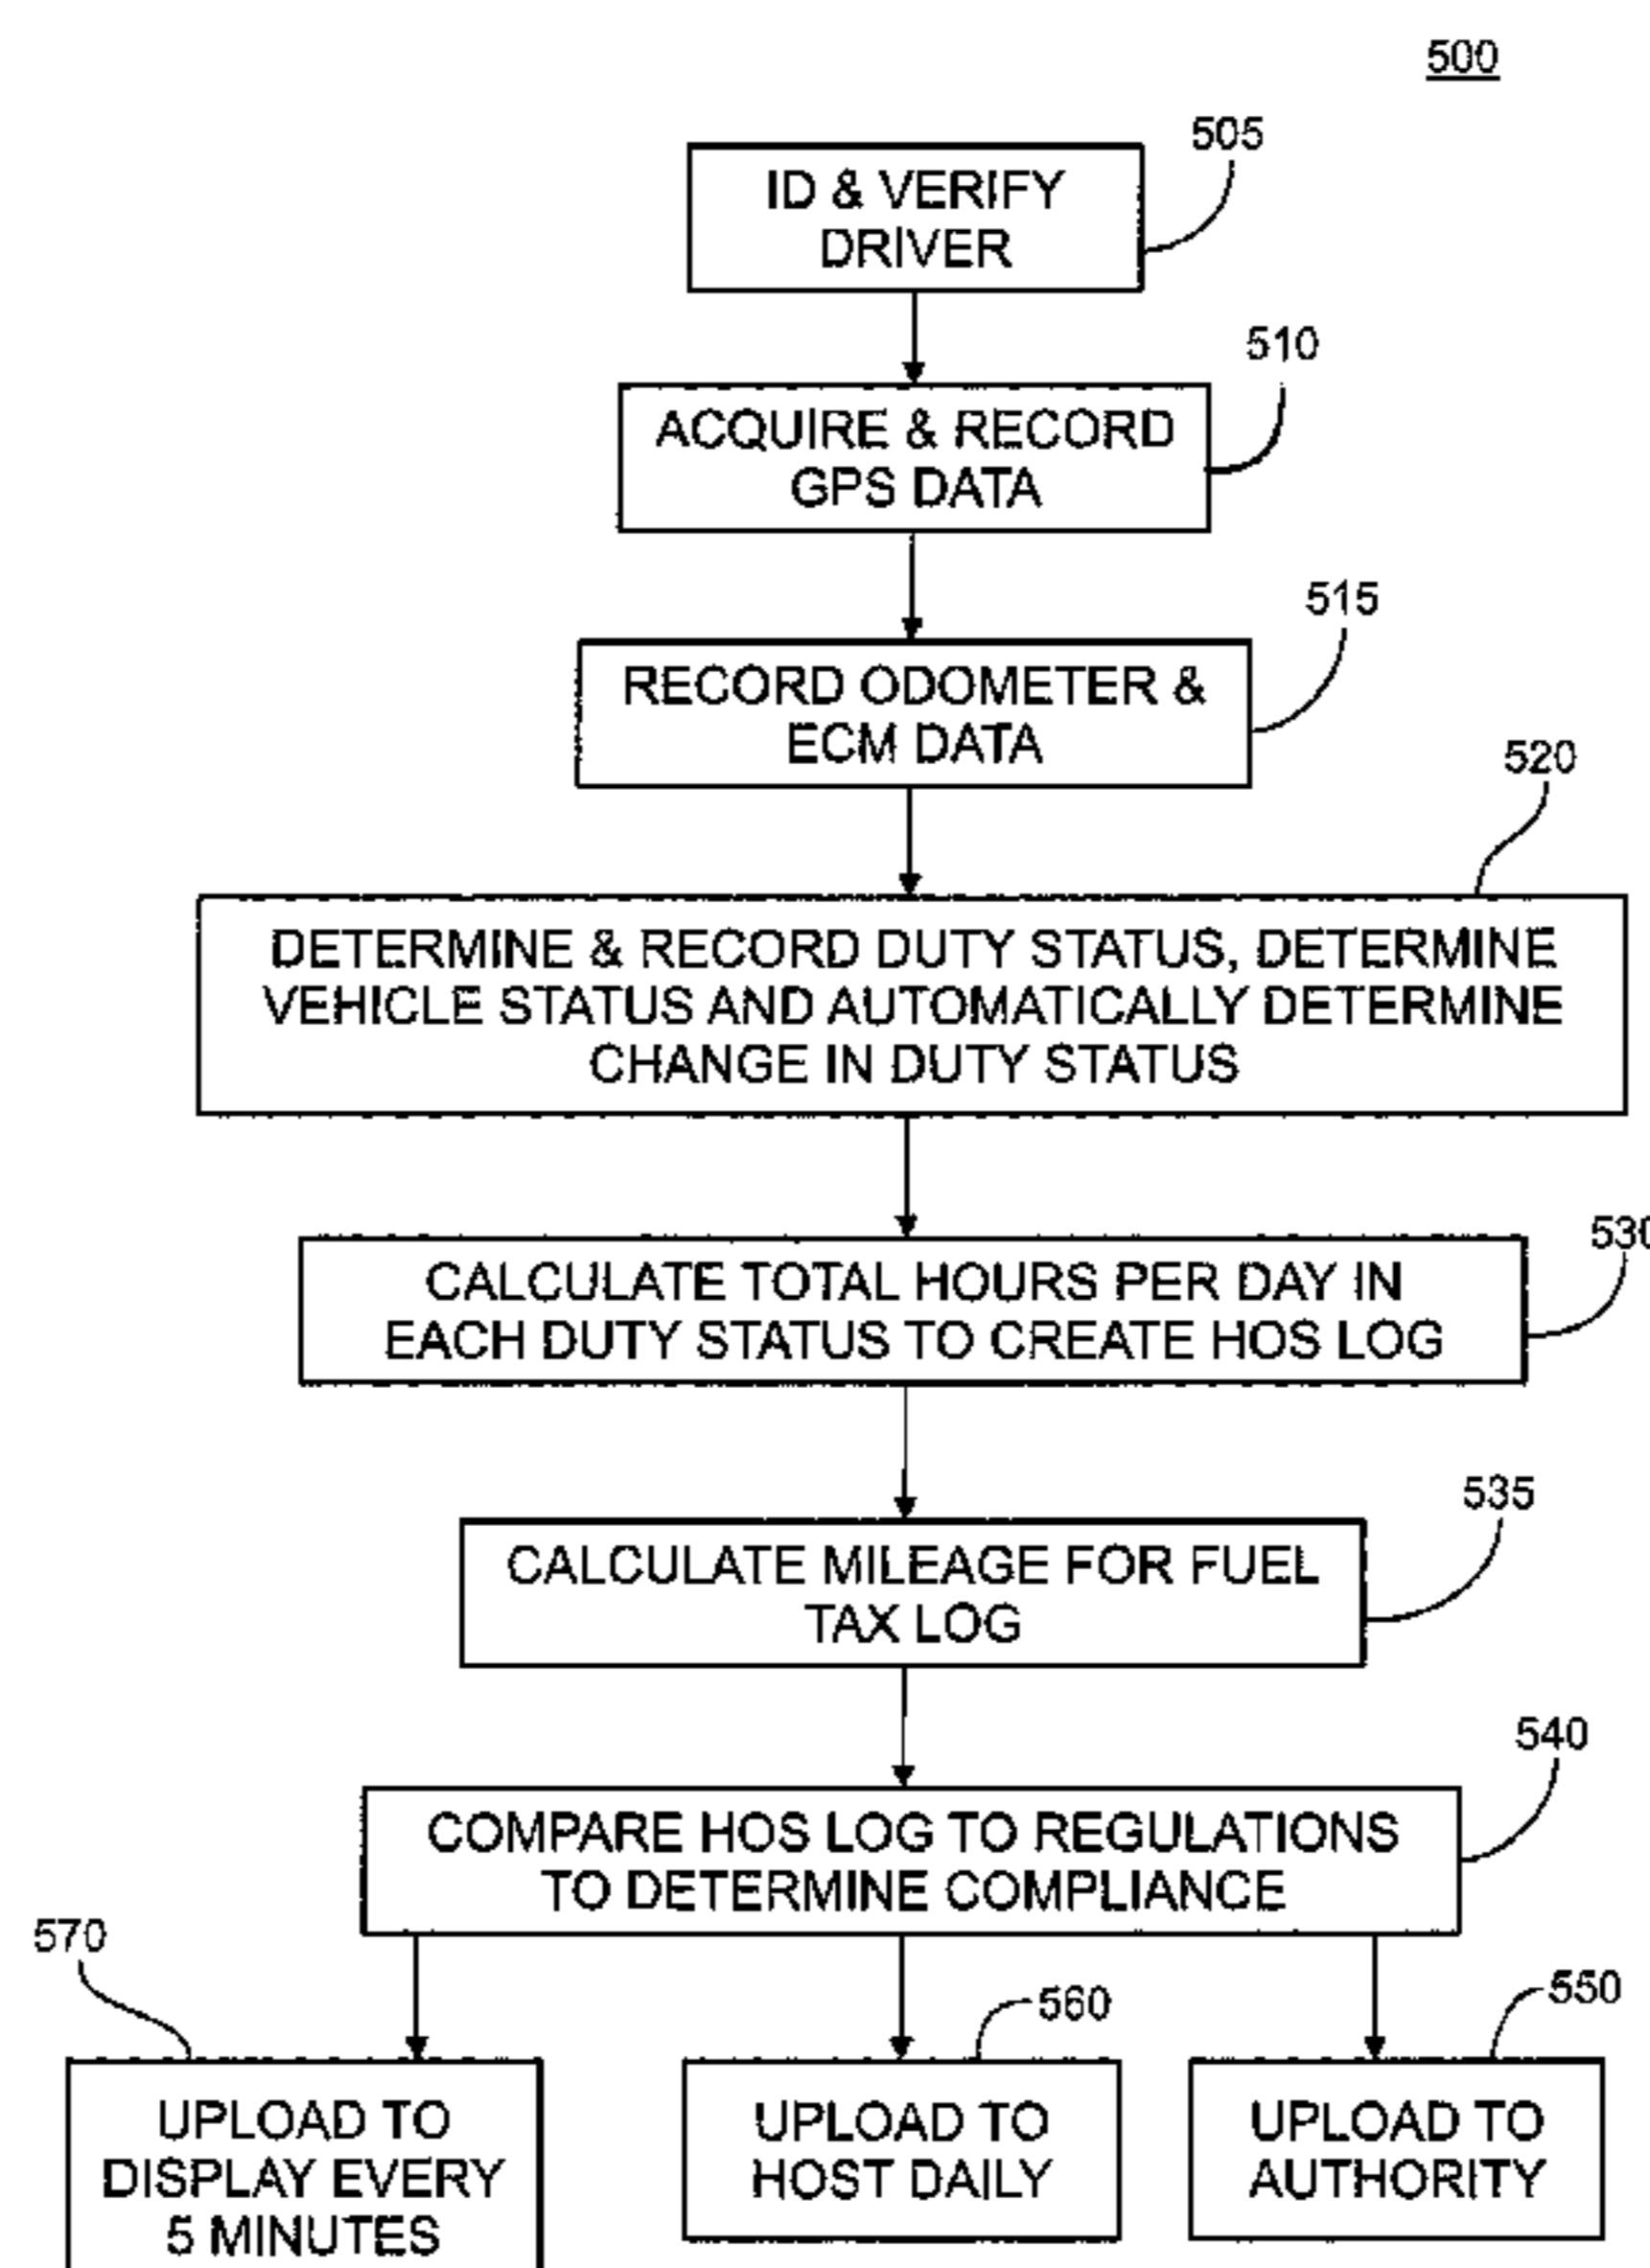 500
505
ID & VERIFY
DRIVER
510
ACQUIRE & RECORD
GPS DATA
515
RECORD ODOMETER &
ECM DATA
520
DETERMINE & RECORD DUTY STATUS, DETERMINE
VEHICLE STATUS AND AUTOMATICALLY DETERMINE
CHANGE IN DUTY STATUS
530
CALCULATE TOTAL HOURS PER DAY IN
EACH DUTY STATUS TO CREATE HOS LOG
535
CALCULATE MILEAGE FOR FUEL
TAX LOG
540
COMPARE HOS LOG TO REGULATIONS
TO DETERMINE COMPLIANCE
570
UPLOAD TO
DISPLAY EVERY
5 MINUTES
560
UPLOAD TO
HOST DAILY
550
UPLOAD TO
AUTHORITY